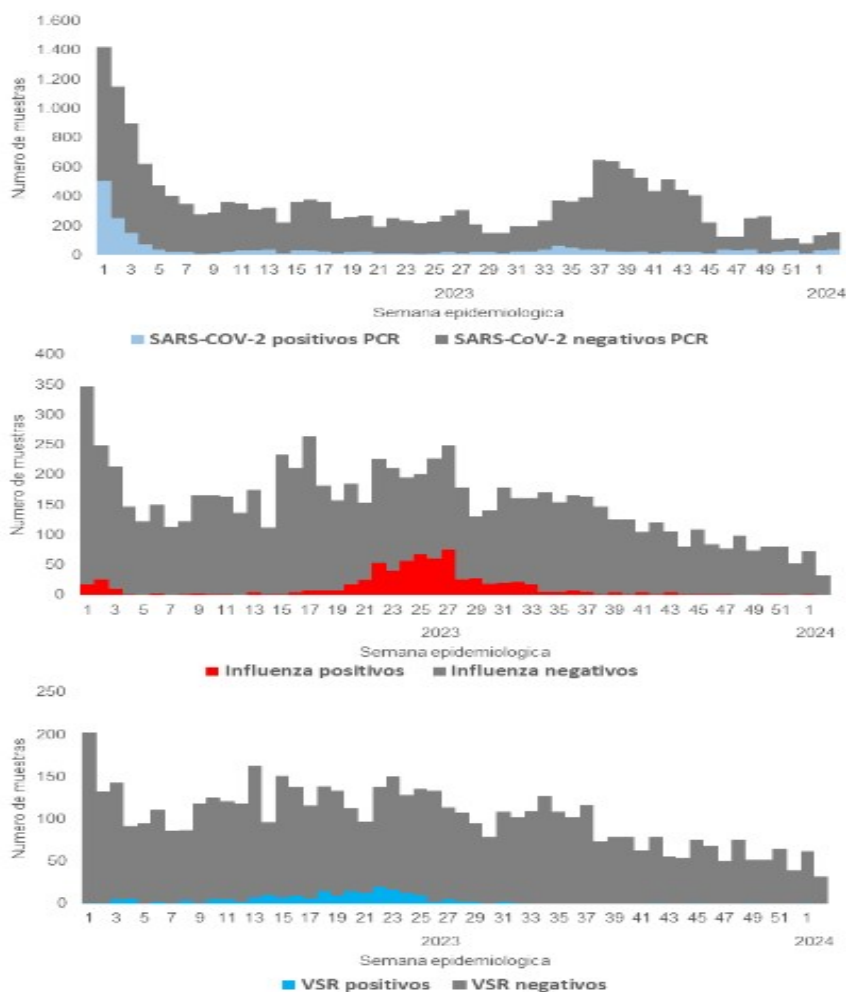 1.600
1.400
1.200
1.000
800
600
400
200
0
Numero de muestras
1 3 5 7 9 11 13 15 17 19 21 23 25 27 29 31 33 35 37 39 41 43 45 47 49 51 1
2023 2024
Semana epidemiologica
SARS-COV-2 positivos PCR SARS-CoV-2 negativos PCR
400
350
300
250
200
150
100
50
0
Numero de muestras
1 3 5 7 9 11 13 15 17 19 21 23 25 27 29 31 33 35 37 39 41 43 45 47 49 51 1
2023 2024
Semana epidemiologica
Influenza positivos Influenza negativos
250
200
150
100
50
0
Numero de muestras
1 3 5 7 9 11 13 15 17 19 21 23 25 27 29 31 33 35 37 39 41 43 45 47 49 51 1
2023 2024
Semana epidemiologica
VSR positivos VSR negativos